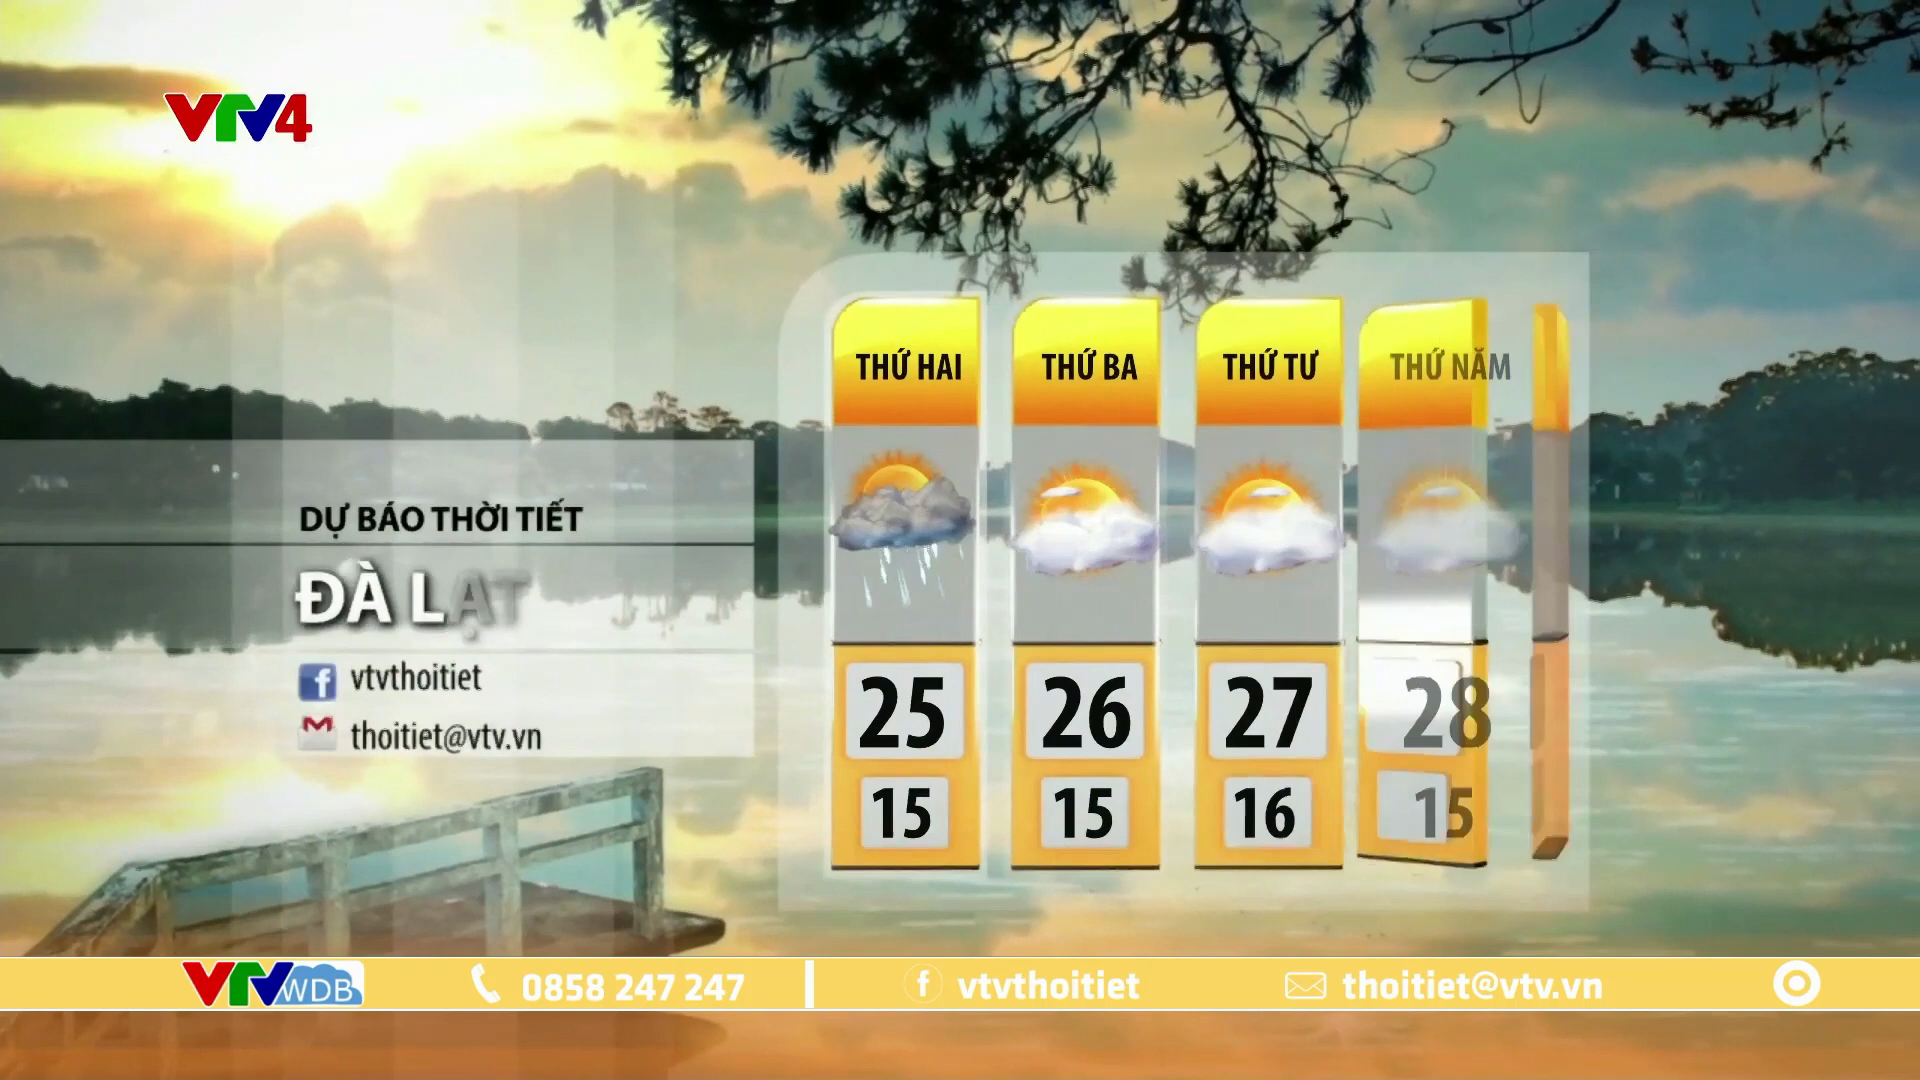 VTV4
THỨ HAI
THỨ BA
THỨ TƯ
THỨ NĂM
DỰ BÁO THỜI TIẾT
ĐÀ LẠT
vtvthoitiet
thoitiet@vtv.vn
25
26
27
28
15
15
16
15
VTV WDB
0858 247 247
vtvthoitiet
thoitiet@vtv.vn